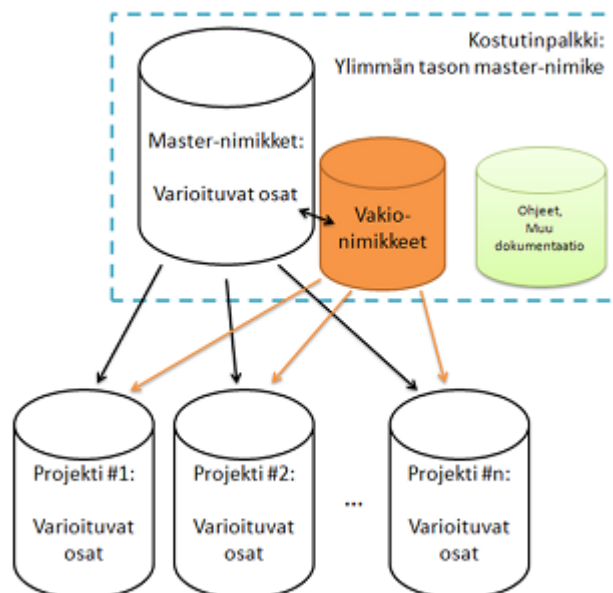 Kostutinpalkki:
Ylimmän tason master-nimike
Master-nimikket:
Varioituvat osat
Vakio-
nimikkeet
Ohjeet,
Muu
dokumentaatio
Projekti #1:
Varioituvat
osat
Projekti #2:
Varioituvat
osat
...
Projekti #n:
Varioituvat
osat